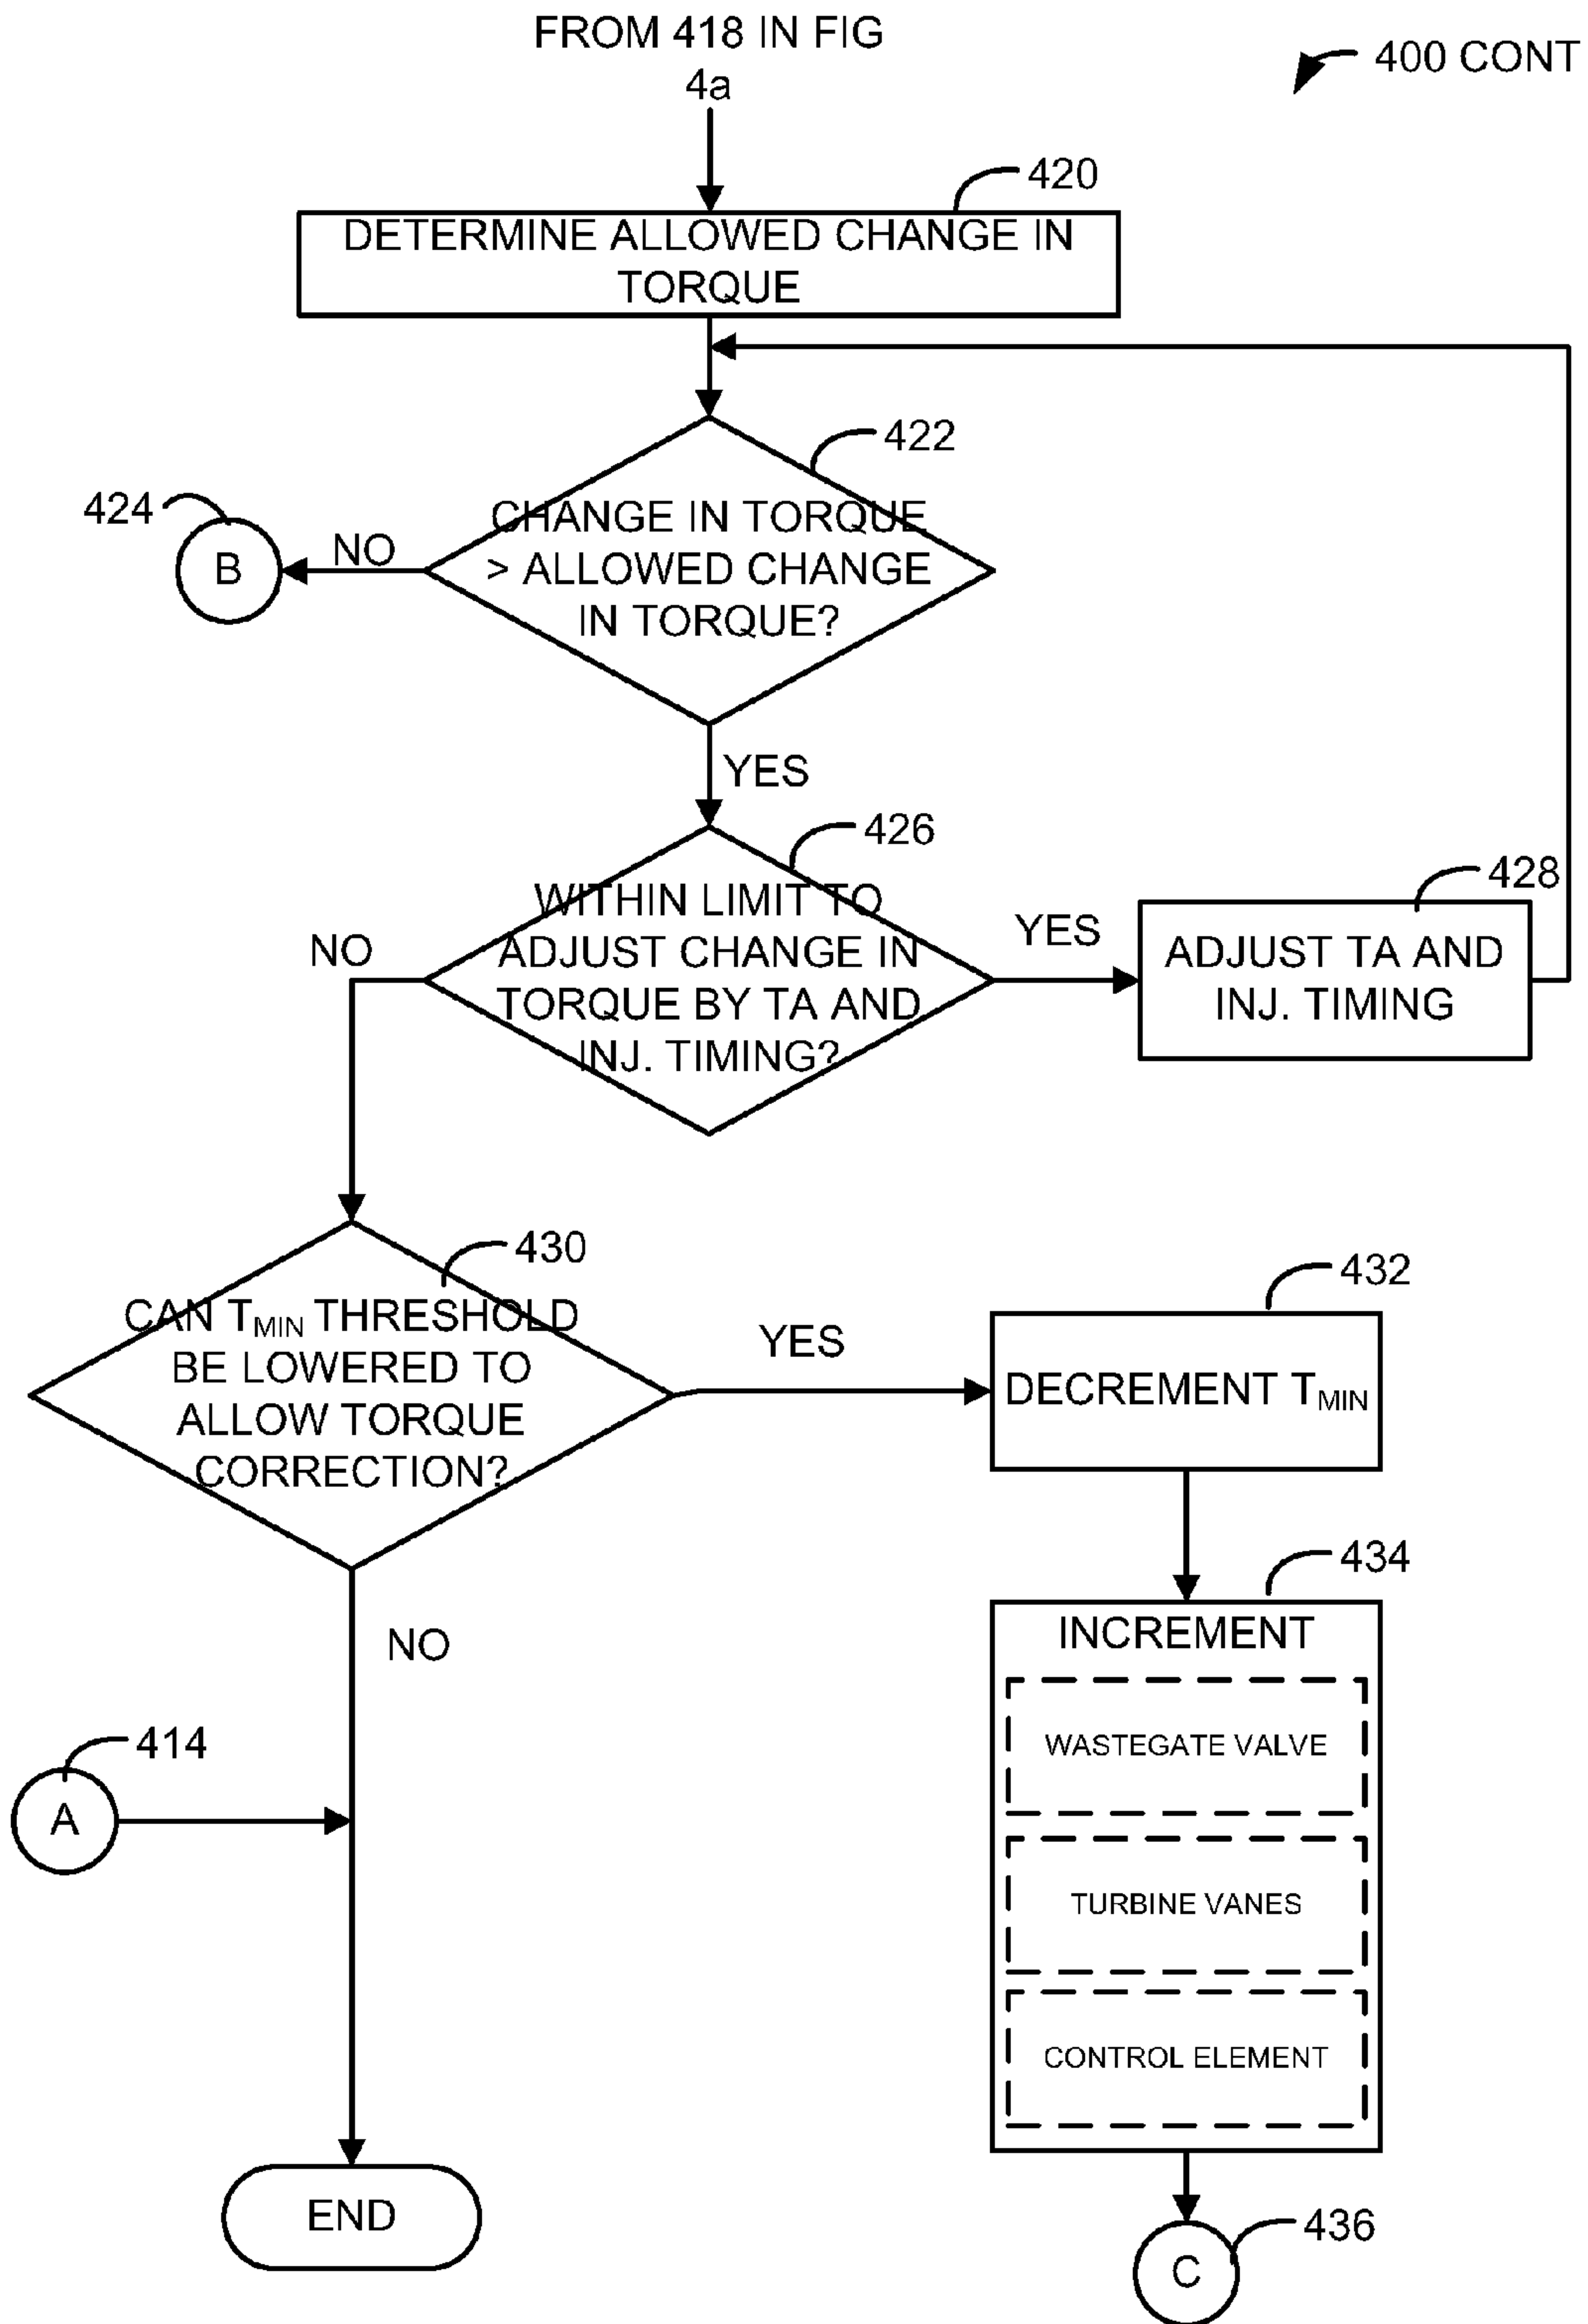 FROM 418 IN FIG
4a
400 CONT
420
DETERMINE ALLOWED CHANGE IN
TORQUE
422
CHANGE IN TORQUE
> ALLOWED CHANGE
IN TORQUE?
424
B
NO
YES
426
WITHIN LIMIT TO
ADJUST CHANGE IN
TORQUE BY TA AND
INJ. TIMING?
NO
YES
428
ADJUST TA AND
INJ. TIMING
430
CAN TMIN THRESHOLD
BE LOWERED TO
ALLOW TORQUE
CORRECTION?
YES
432
DECREMENT TMIN
434
INCREMENT
WASTEGATE VALVE
TURBINE VANES
CONTROL ELEMENT
NO
414
A
END
436
C